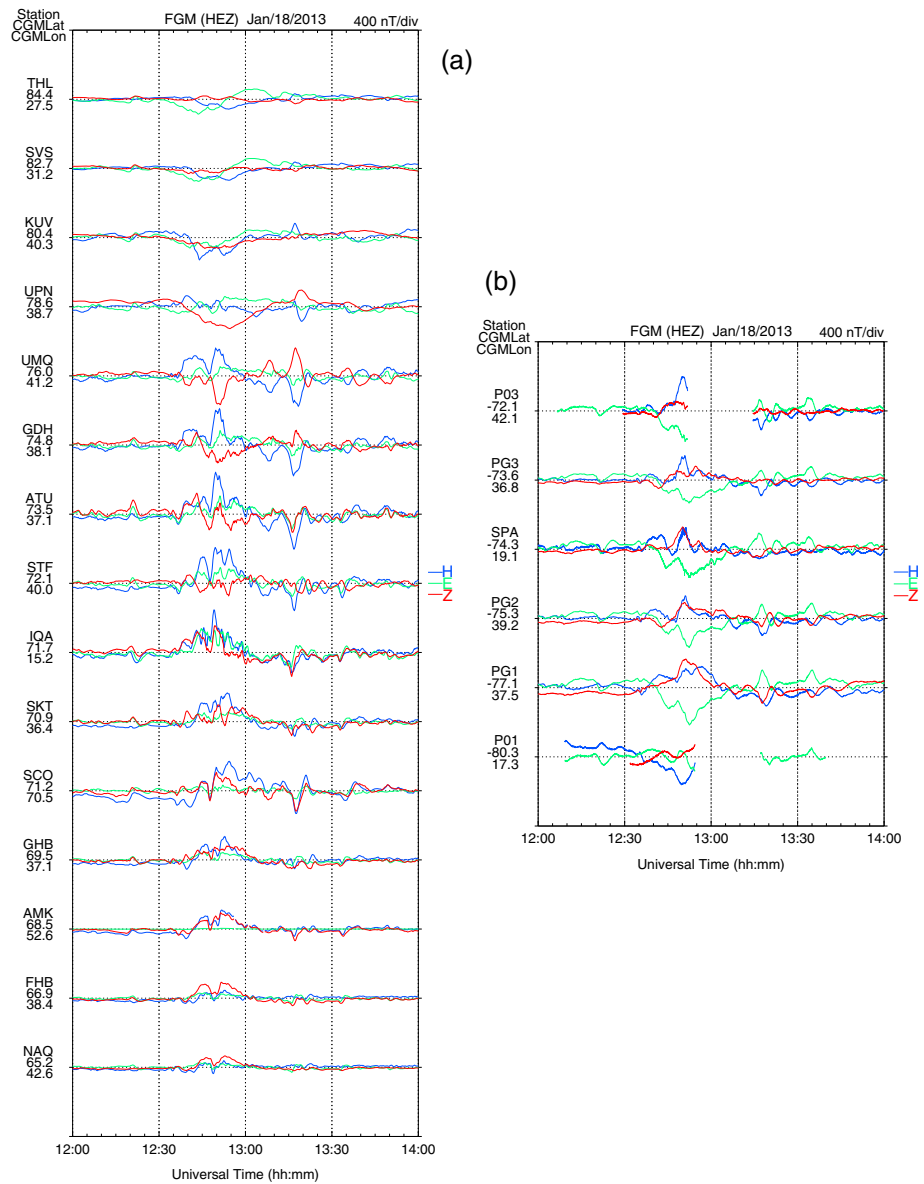 Station
CGMLat
CGMLon
FGM (HEZ) Jan/18/2013 400 nT/div
(a)
THL
84.4
27.5
SVS
82.7
31.2
KUV
80.4
40.3
UPN
78.6
38.7
UMQ
76.0
41.2
GDH
74.8
38.1
ATU
73.5
37.1
STF
72.1
40.0
IQA
71.7
15.2
SKT
70.9
36.4
SCO
71.2
70.5
GHB
69.5
37.1
AMK
68.5
52.6
FHB
66.9
38.4
NAQ
65.2
42.6
H
E
Z
12:00 12:30 13:00 13:30 14:00
Universal Time (hh:mm)
(b)
Station
CGMLat
CGMLon
FGM (HEZ) Jan/18/2013 400 nT/div
P03
-72.1
42.1
PG3
-73.6
36.8
SPA
-74.3
19.1
PG2
-75.3
39.2
PG1
-77.1
37.5
P01
-80.3
17.3
H
E
Z
12:00 12:30 13:00 13:30 14:00
Universal Time (hh:mm)